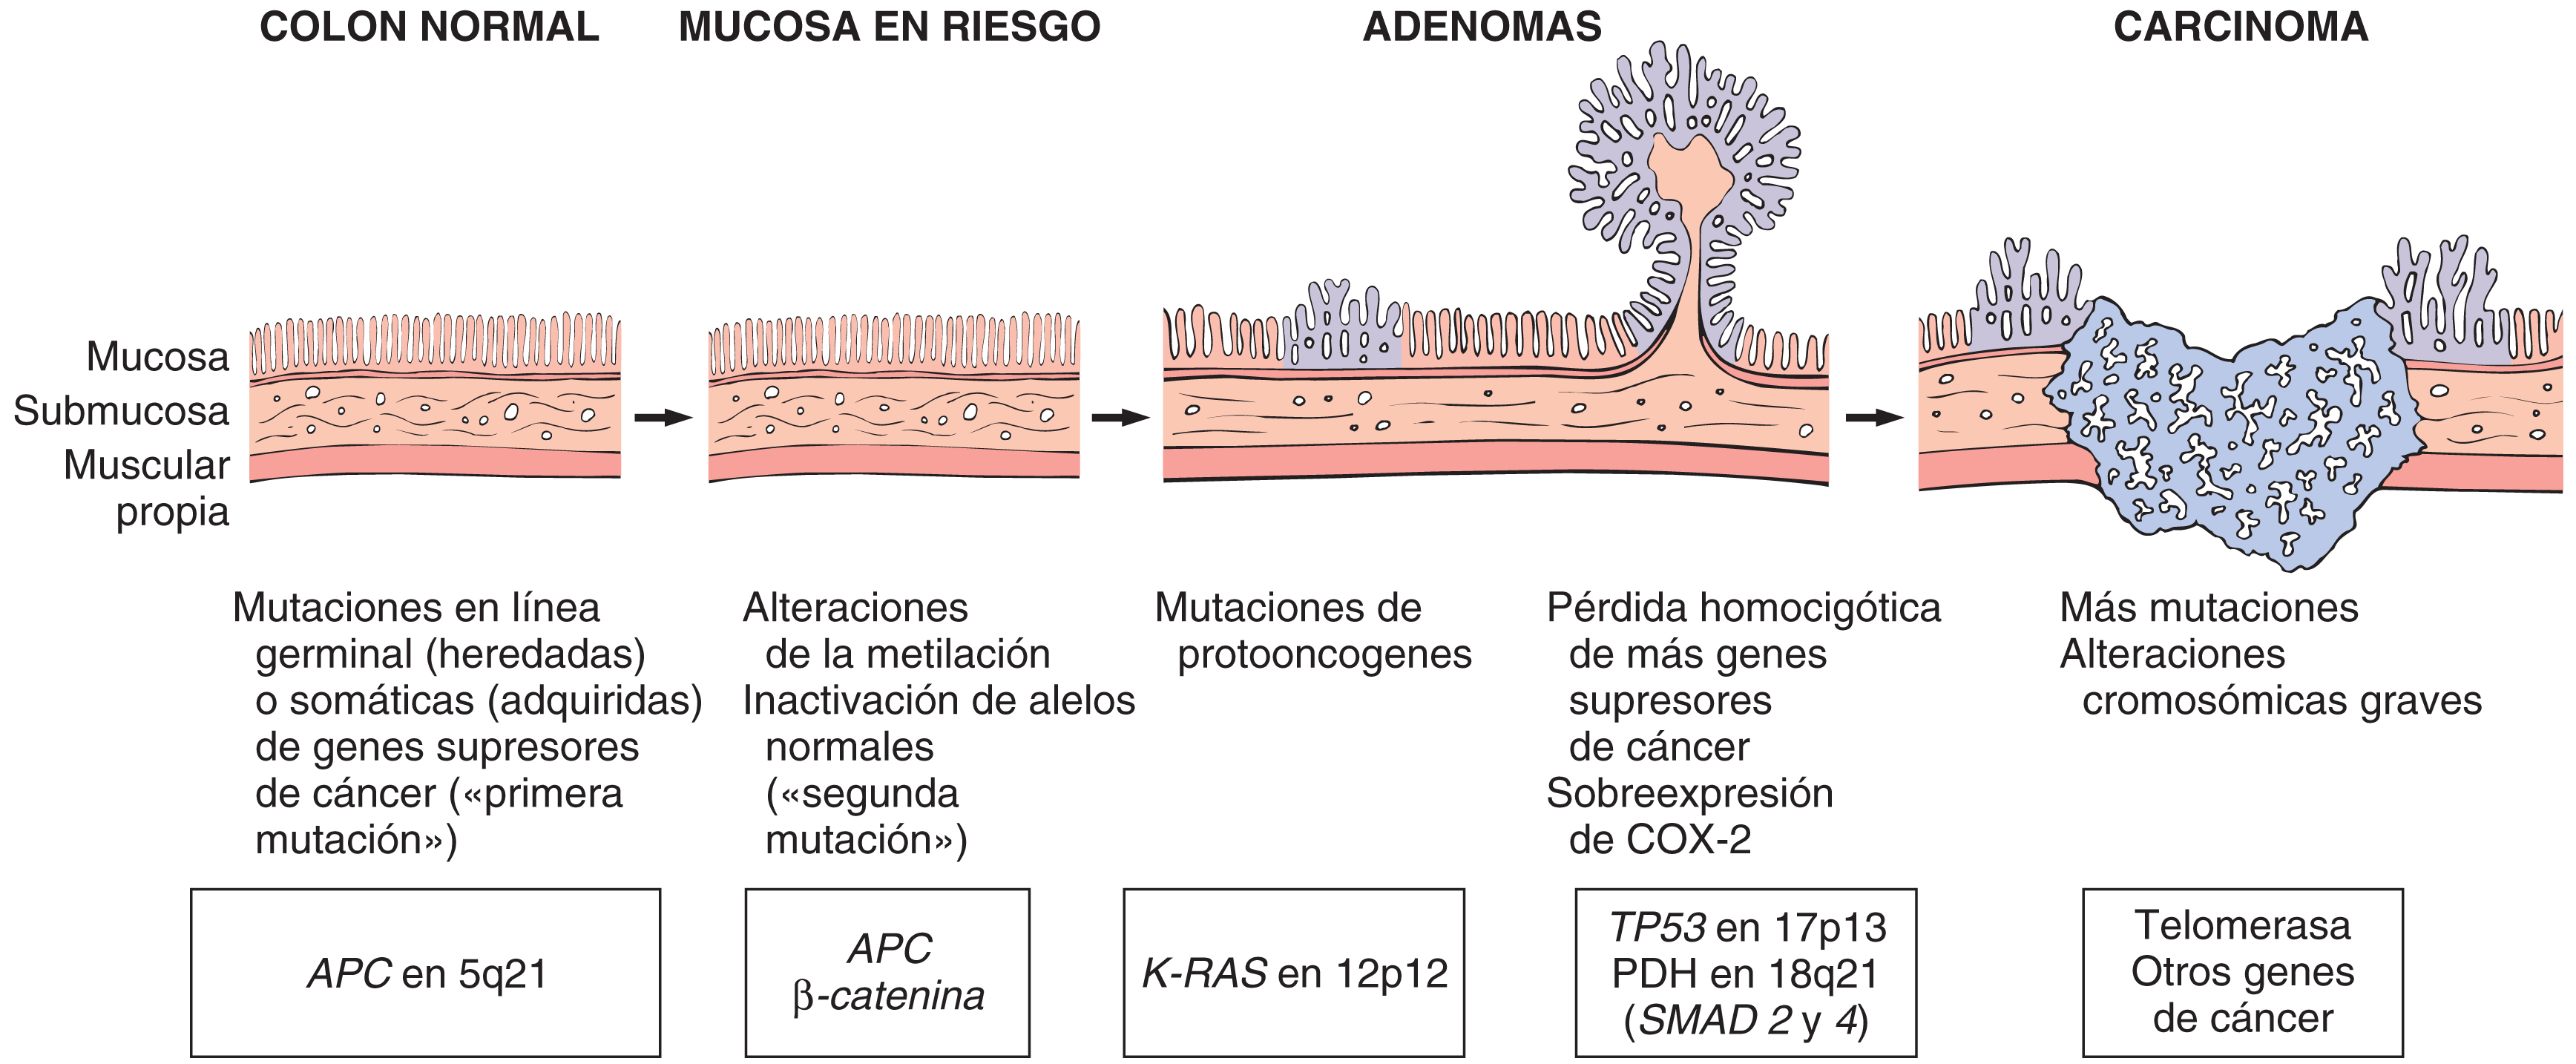 COLON NORMAL
MUCOSA EN RIESGO
ADENOMAS
CARCINOMA
Mucosa
Submucosa
Muscular
propia
Mutaciones en línea
germinal (heredadas)
o somáticas (adquiridas)
de genes supresores
de cáncer («primera
mutación»)
Alteraciones
de la metilación
Inactivación de alelos
normales
(«segunda
mutación»)
Mutaciones de
protooncogenes
Pérdida homocigótica
de más genes
supresores
de cáncer
Sobreexpresión
de COX-2
Más mutaciones
Alteraciones
cromosómicas graves
APC en 5q21
APC
β-catenina
K-RAS en 12p12
TP53 en 17p13
PDH en 18q21
(SMAD 2 y 4)
Telomerasa
Otros genes
de cáncer